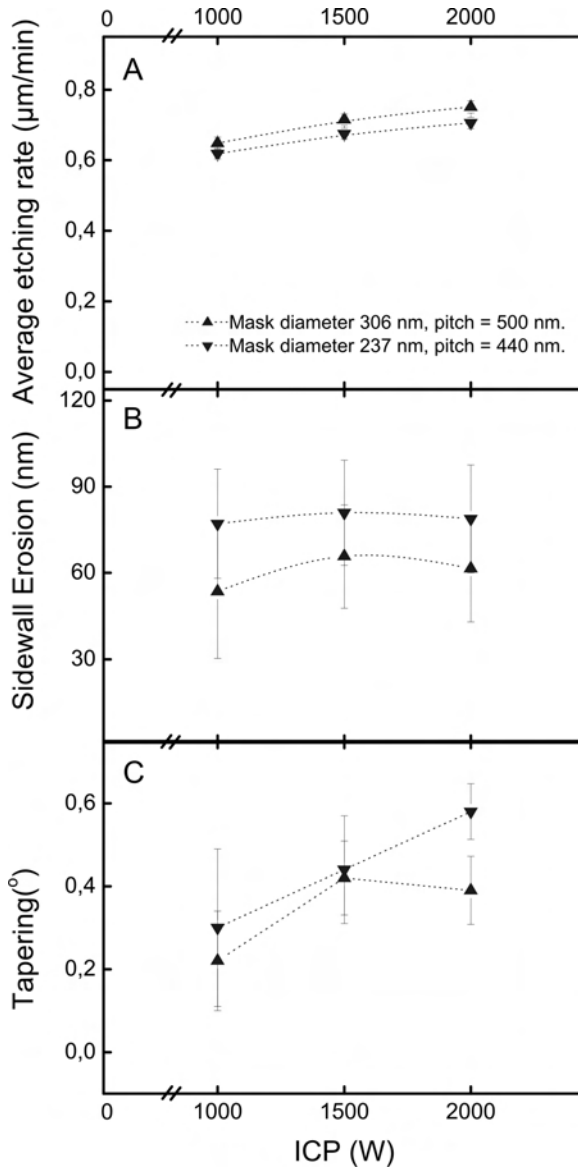 0 1000 1500 2000
A
Average etching rate (μm/min)
0,8
0,6
0,4
0,2
0,0
Mask diameter 306 nm, pitch = 500 nm.
Mask diameter 237 nm, pitch = 440 nm.
B
Sidewall Erosion (nm)
120
90
60
30
C
Tapering(°)
0,6
0,4
0,2
0,0
0 1000 1500 2000
ICP (W)